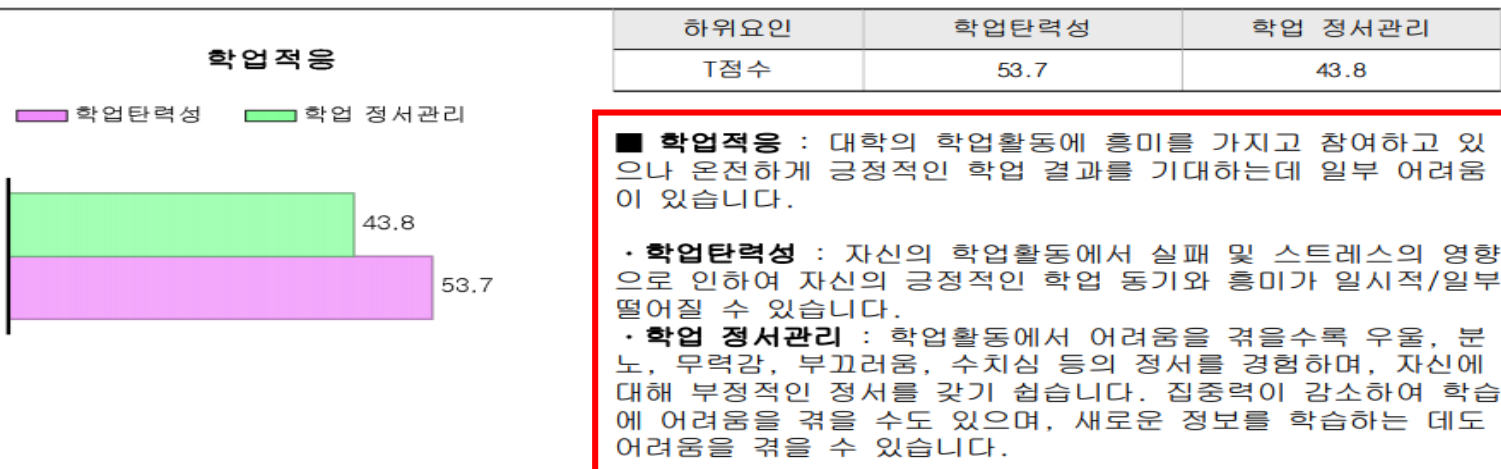 학업적응
학업탄력성 학업 정서관리
43.8
53.7
하위요인 학업탄력성 학업 정서관리
T점수 53.7 43.8
■ 학업적응 : 대학의 학업활동에 흥미를 가지고 참여하고 있
으나 온전하게 긍정적인 학업 결과를 기대하는데 일부 어려움
이 있습니다.
·학업탄력성 : 자신의 학업활동에서 실패 및 스트레스의 영향
으로 인하여 자신의 긍정적인 학업 동기와 흥미가 일시적/일부
떨어질 수 있습니다.
·학업 정서관리 : 학업활동에서 어려움을 겪을수록 우울, 분
노, 무력감, 부끄러움, 수치심 등의 정서를 경험하며, 자신에
대해 부정적인 정서를 갖기 쉽습니다. 집중력이 감소하여 학습
에 어려움을 겪을 수도 있으며, 새로운 정보를 학습하는 데도
어려움을 겪을 수 있습니다.